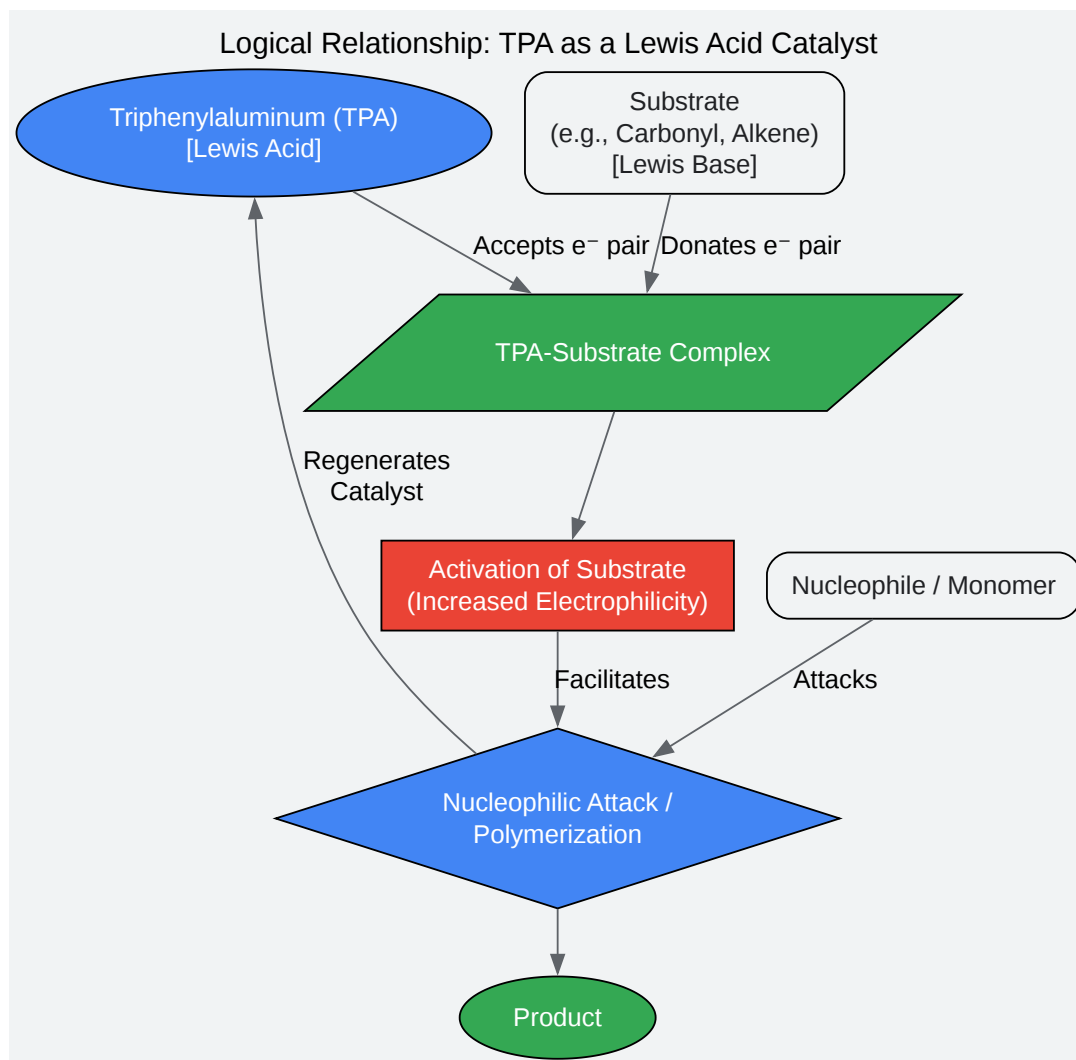 Logical Relationship: TPA as a Lewis Acid Catalyst
Triphenylaluminum (TPA)
[Lewis Acid]
Substrate
(e.g., Carbonyl, Alkene)
[Lewis Base]
Accepts e⁻ pair
Donates e⁻ pair
TPA-Substrate Complex
Regenerates
Catalyst
Activation of Substrate
(Increased Electrophilicity)
Nucleophile / Monomer
Facilitates
Attacks
Nucleophilic Attack /
Polymerization
Product